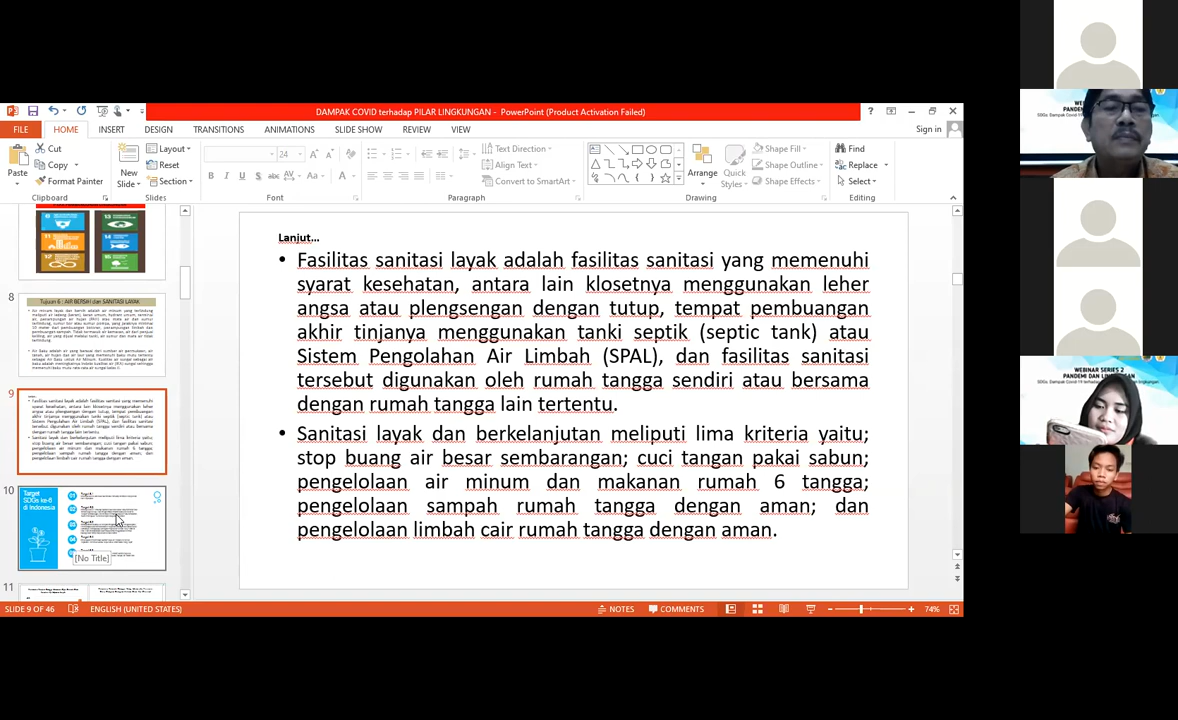 DAMPAK COVID terhadap PILAR LINGKUNGAN - PowerPoint (Product Activation Failed)
FILE HOME INSERT DESIGN TRANSITIONS ANIMATIONS SLIDE SHOW REVIEW VIEW Sign in
Paste
Cut
Copy
Format Painter
Clipboard
New Slide
Layout
Reset
Section
Slides
24
Font
Text Direction
Align Text
Convert to SmartArt
Paragraph
Arrange
Quick Styles
Shape Fill
Shape Outline
Shape Effects
Drawing
Find
Replace
Select
Editing
8
Tujuan 6 : AIR BERSIH dan SANITASI LAYAK
9
10
Target
SDGs ke-6
di Indonesia
[No Title]
11
Lanjut...
• Fasilitas sanitasi layak adalah fasilitas sanitasi yang memenuhi
syarat kesehatan, antara lain klosetnya menggunakan leher
angsa atau plengsengan dengan tutup, tempat pembuangan
akhir tinjanya menggunakan tanki septik (septic tank) atau
Sistem Pengolahan Air Limbah (SPAL), dan fasilitas sanitasi
tersebut digunakan oleh rumah tangga sendiri atau bersama
dengan rumah tangga lain tertentu.
• Sanitasi layak dan berkelanjutan meliputi lima kriteria yaitu;
stop buang air besar sembarangan; cuci tangan pakai sabun;
pengelolaan air minum dan makanan rumah 6 tangga;
pengelolaan sampah rumah tangga dengan aman; dan
pengelolaan limbah cair rumah tangga dengan aman.
SLIDE 9 OF 46 ENGLISH (UNITED STATES) NOTES COMMENTS 74%
WEBINAR SERIES 2
PANDEMI DAN LINGKUNGAN